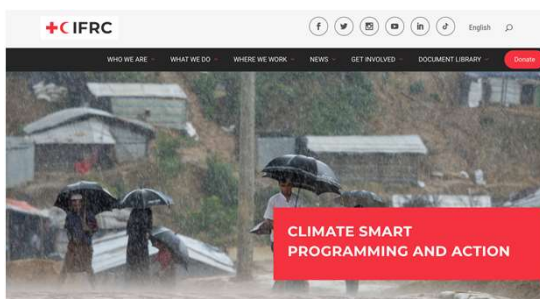 IFRC
English
WHO WE ARE WHAT WE DO WHERE WE WORK NEWS GET INVOLVED DOCUMENT LIBRARY Donate
CLIMATE SMART
PROGRAMMING AND ACTION